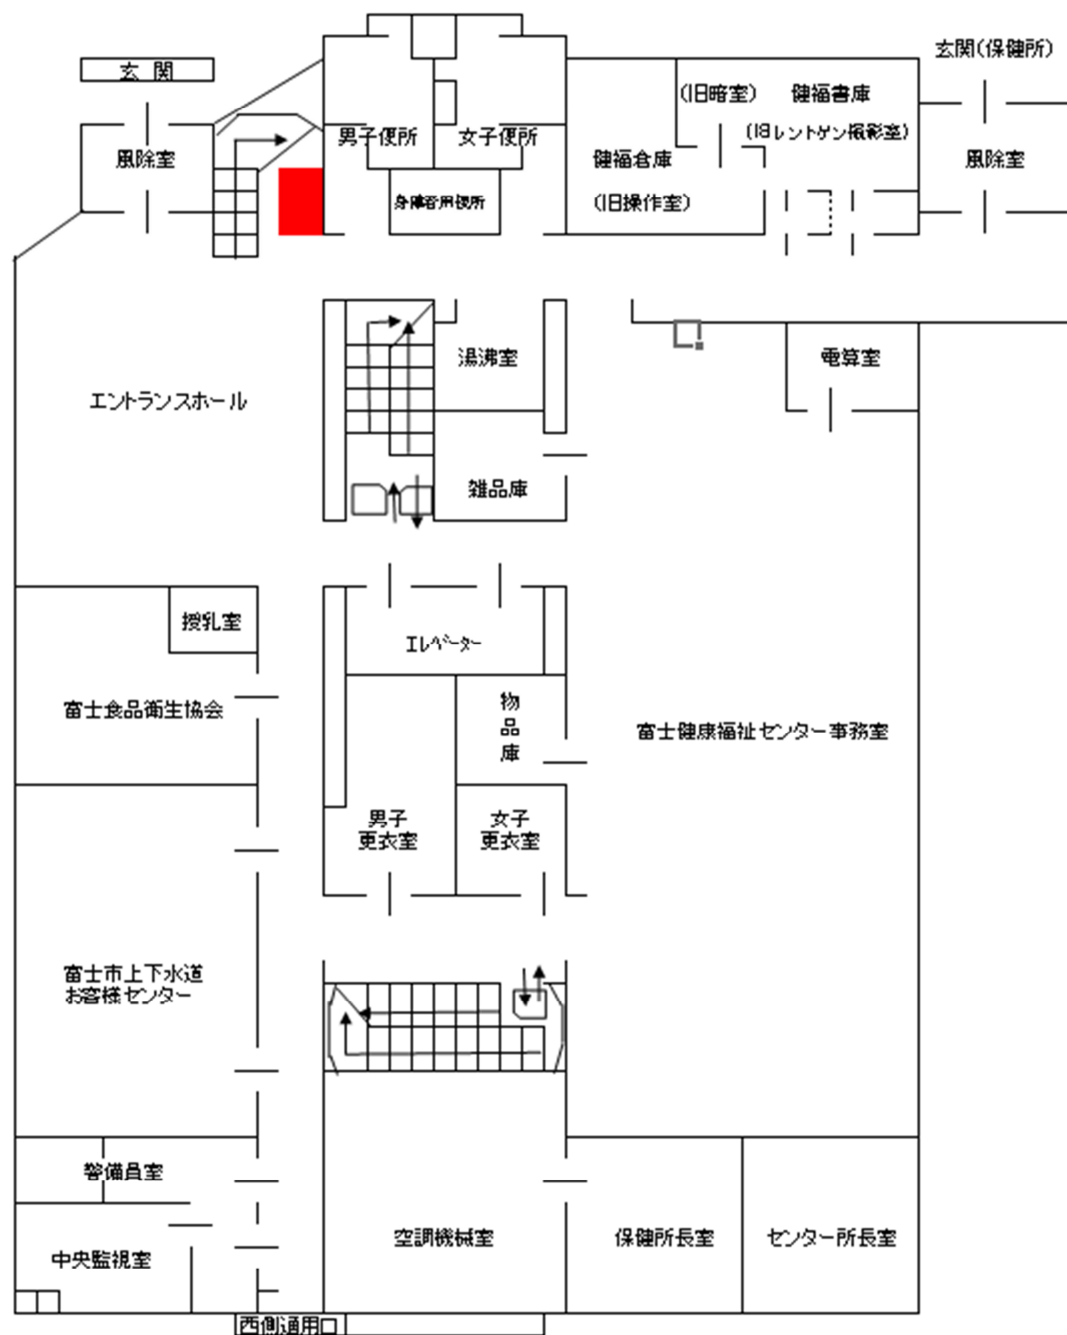 玄関(保健所)
玄 関
(旧暗室)
健福書庫
(旧レントゲン撮影室)
男子便所
女子便所
風除室
健福倉庫
風除室
身障者用便所
(旧操作室)
湯沸室
電算室
エントランスホール
雑品庫
授乳室
エレベーター
富士食品衛生協会
物
品
庫
富士健康福祉センター事務室
男子
更衣室
女子
更衣室
富士市上下水道
お客様センター
警備員室
中央監視室
空調機械室
保健所長室
センター所長室
西側通用口